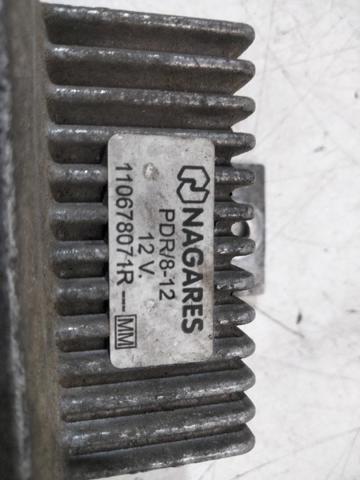 NAGARES
PDR/8-12
12 V.
110678071R---MM